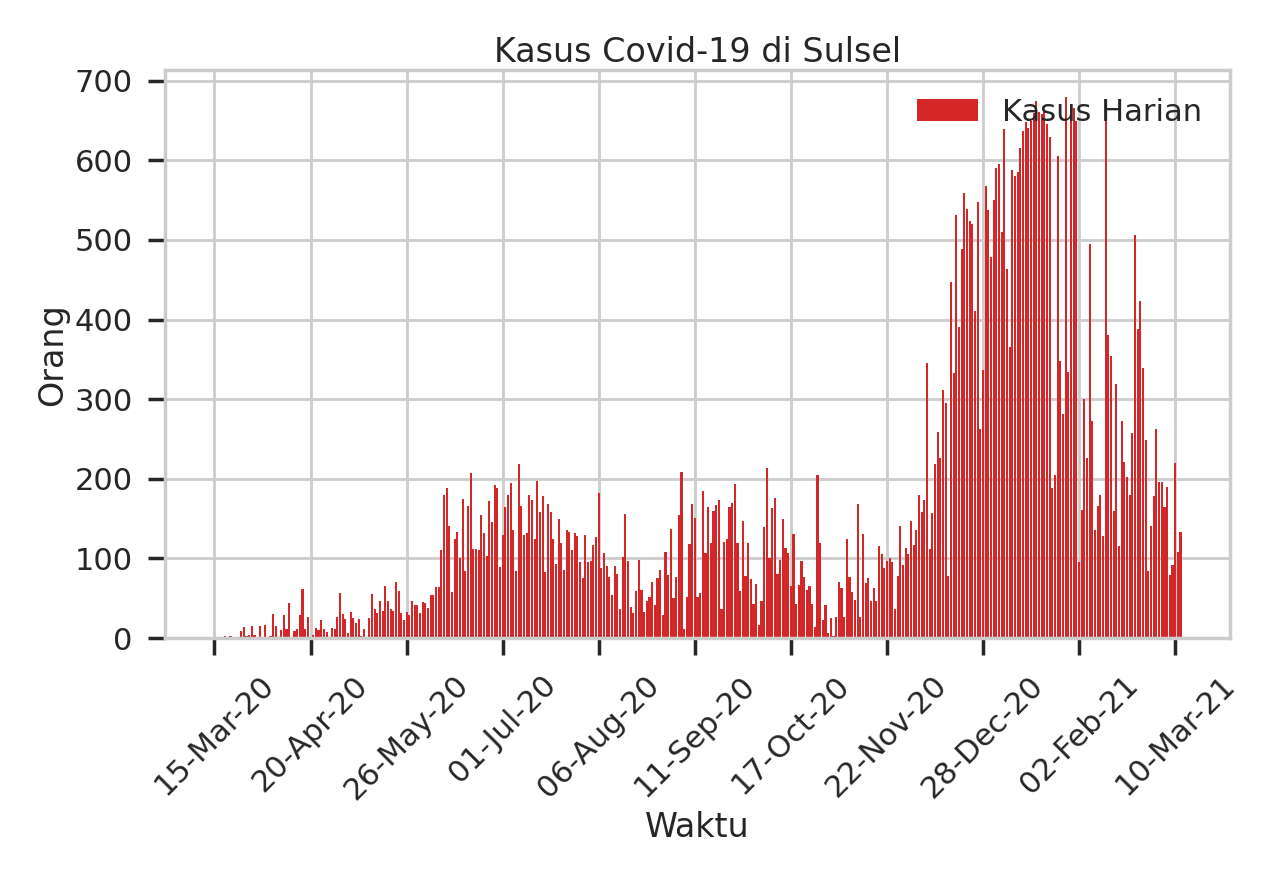 Kasus Covid-19 di Sulsel
700
600
500
400
300
200
100
0
Orang
Kasus Harian
15-Mar-20
20-Apr-20
26-May-20
01-Jul-20
06-Aug-20
11-Sep-20
17-Oct-20
22-Nov-20
28-Dec-20
02-Feb-21
10-Mar-21
Waktu